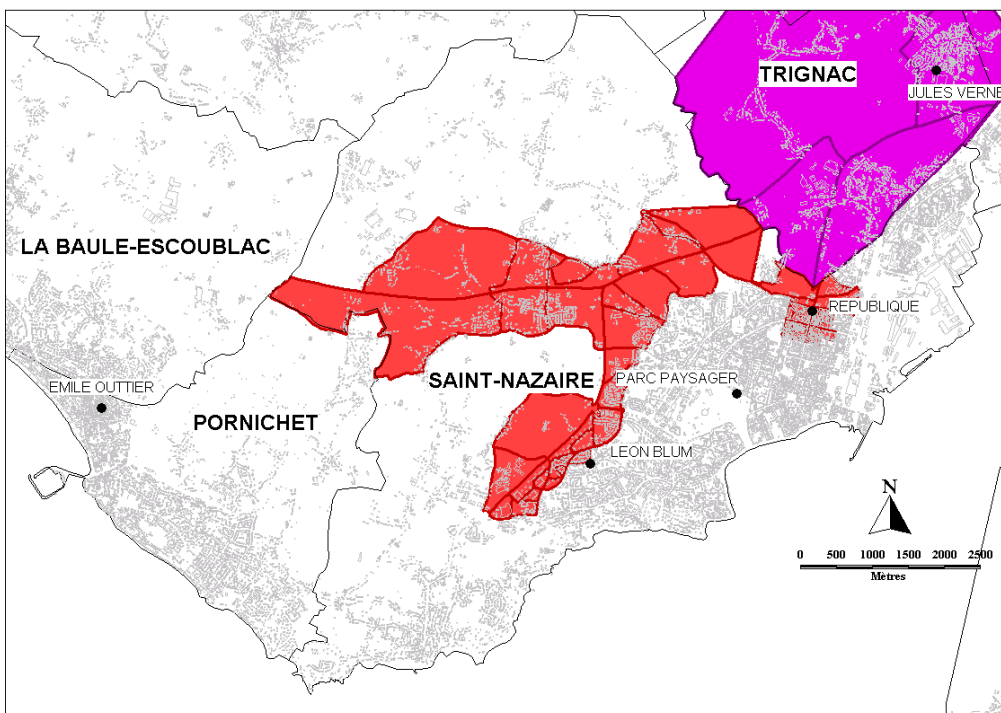 TRIGNAC
JULES VERNE
LA BAULE-ESCOUBLAC
REPUBLIQUE
EMILE OUTTIER
SAINT-NAZAIRE
PARC PAYSAGER
PORNICHET
LEON BLUM
N
0 500 1000 1500 2000 2500
Mètres